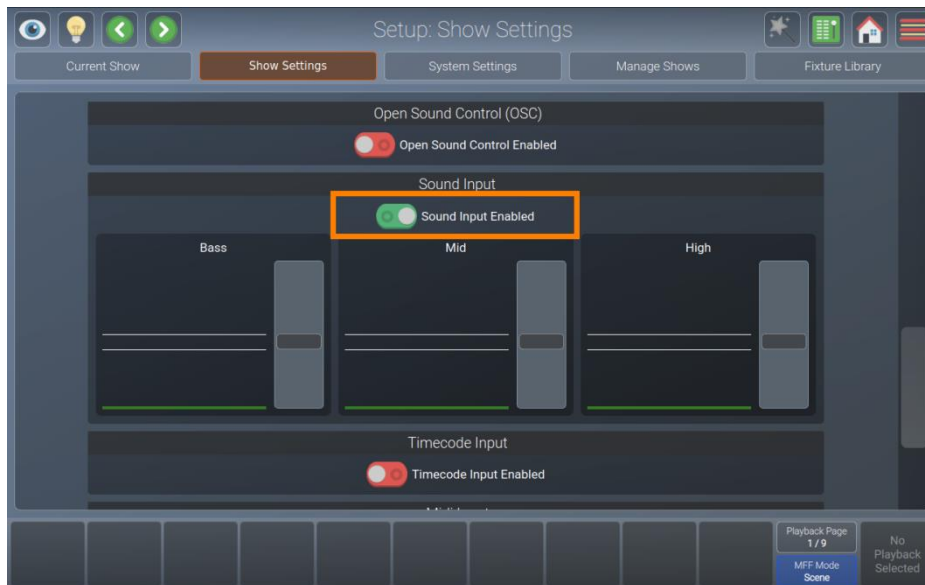 Setup: Show Settings
Current Show
Show Settings
System Settings
Manage Shows
Fixture Library
Open Sound Control (OSC)
Open Sound Control Enabled
Sound Input
Sound Input Enabled
Bass
Mid
High
Timecode Input
Timecode Input Enabled
Playback Page
1 / 9
MFF Mode
Scene
No
Playback
Selected